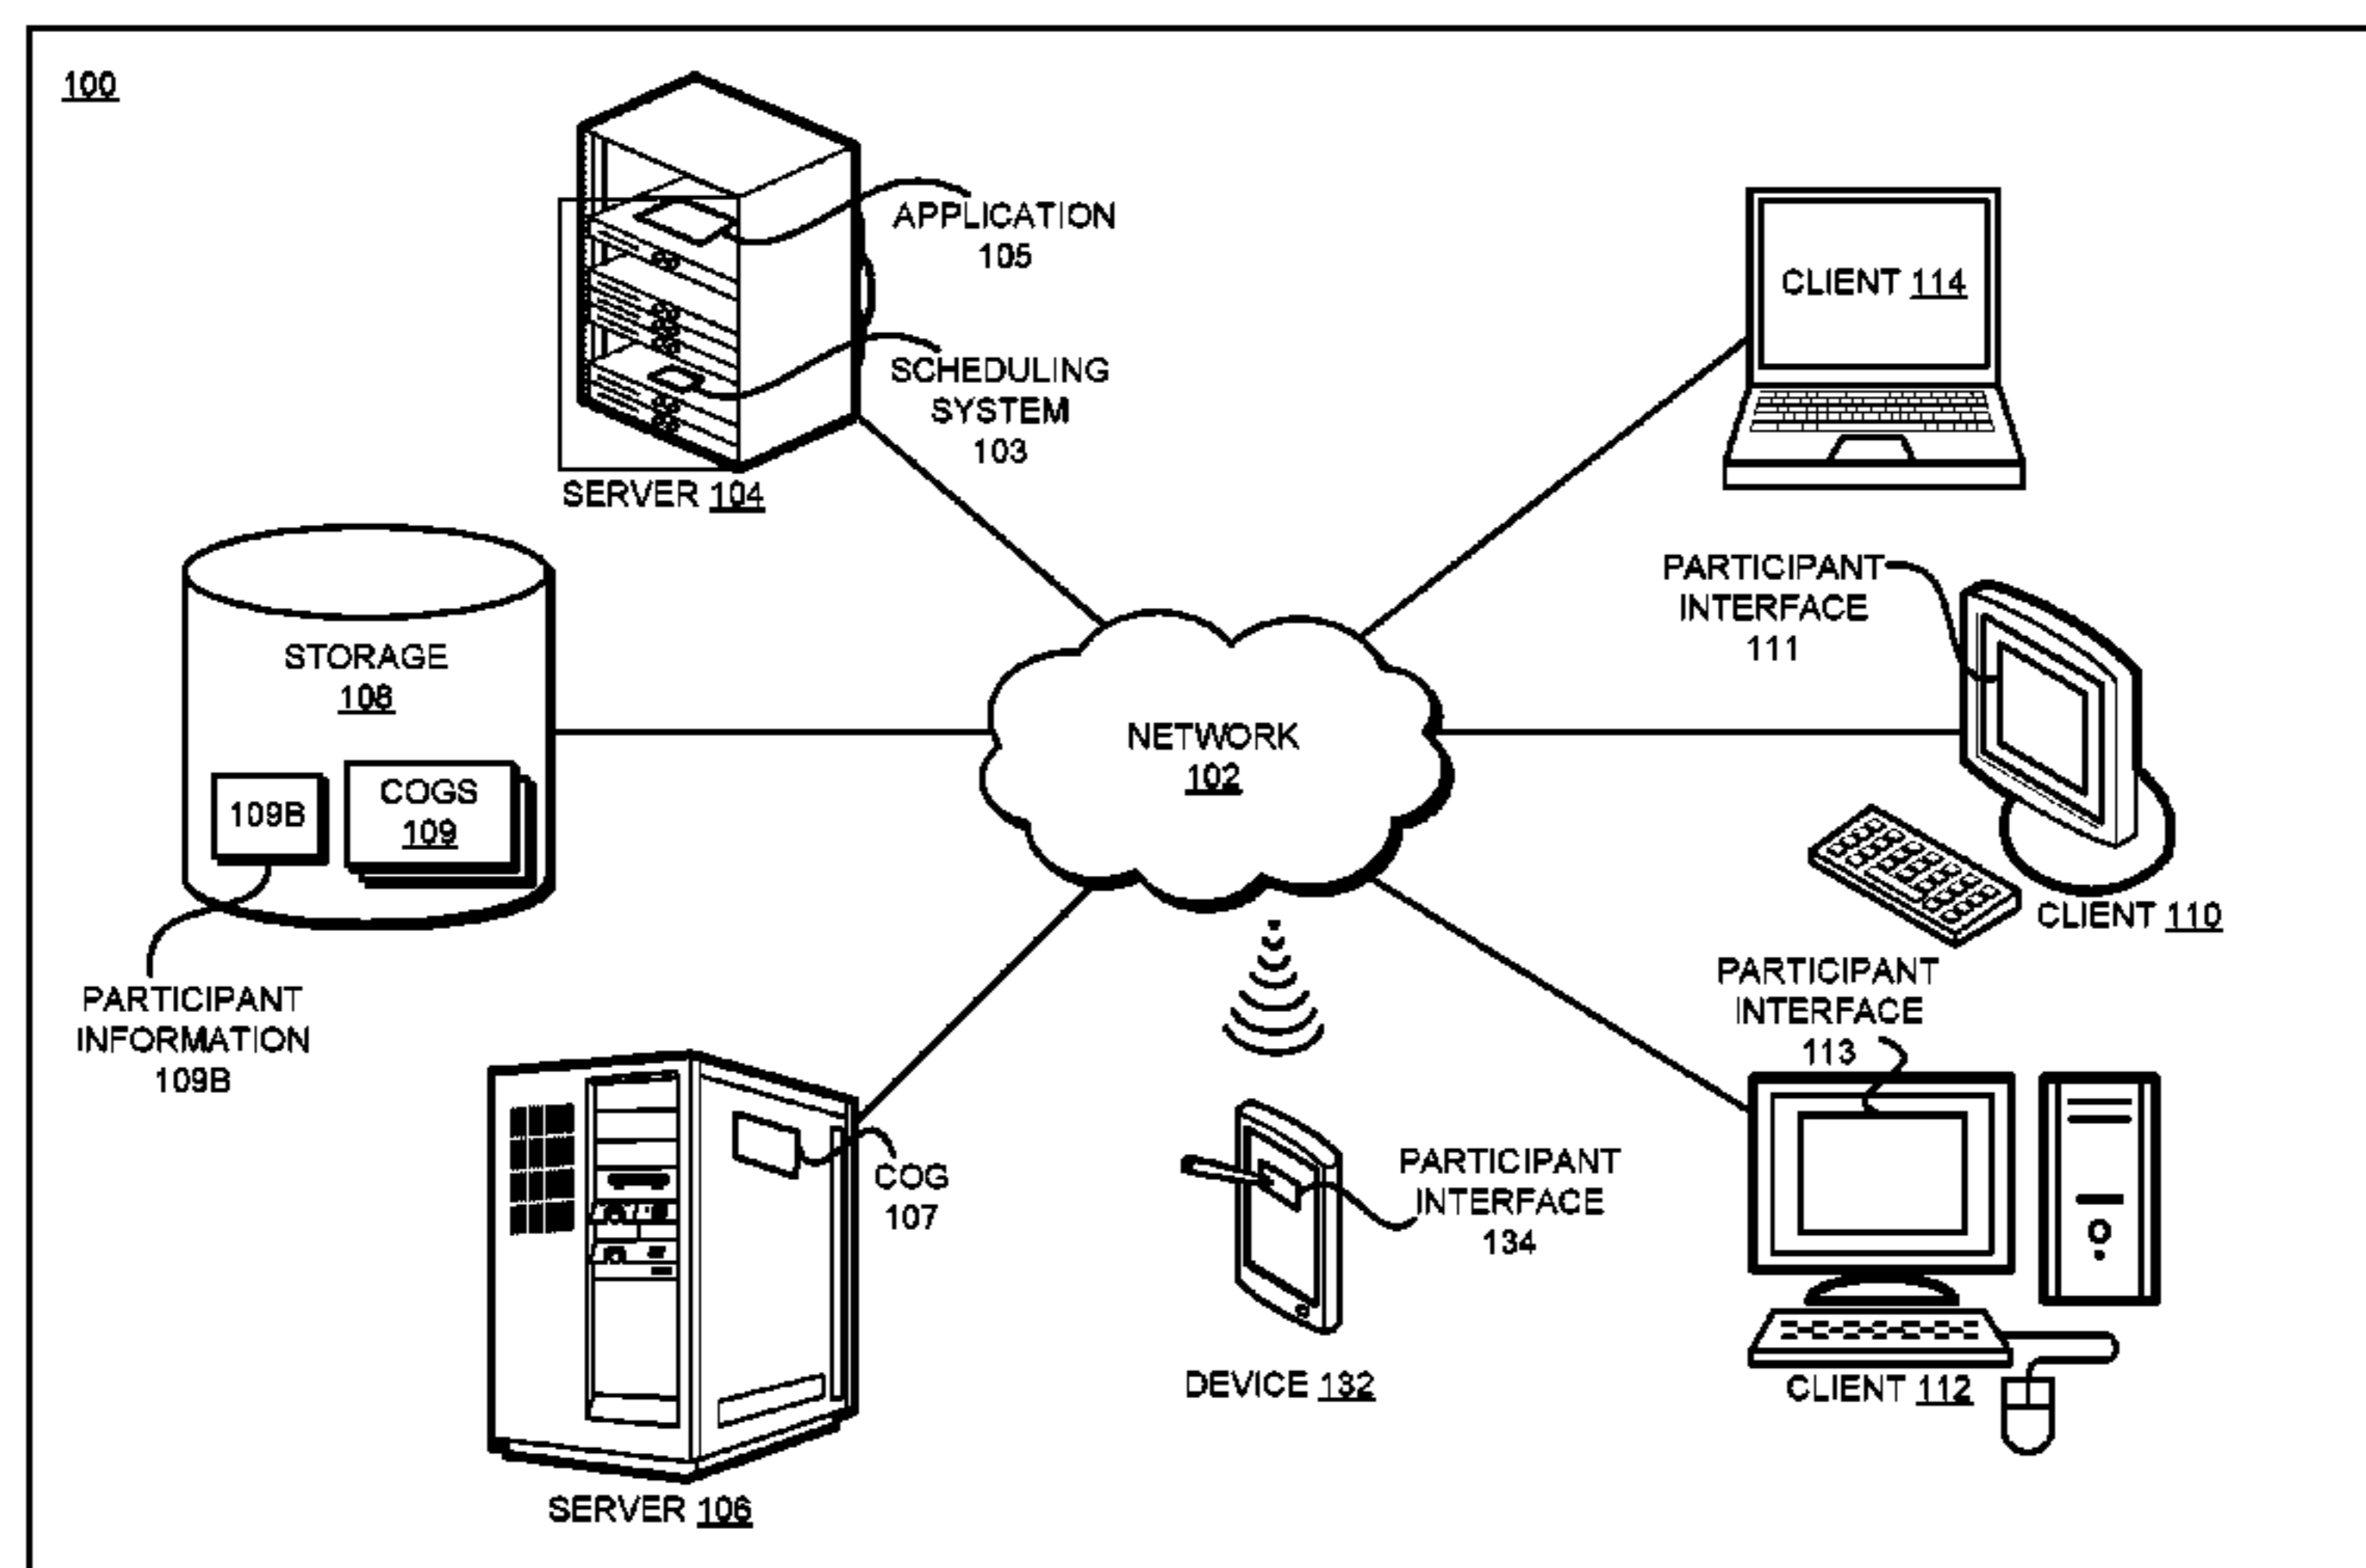 100
APPLICATION
105
SCHEDULING
SYSTEM
103
SERVER 104
CLIENT 114
STORAGE
108
109B
COGS
109
PARTICIPANT
INFORMATION
109B
NETWORK
102
PARTICIPANT
INTERFACE
111
CLIENT 110
PARTICIPANT
INTERFACE
113
CLIENT 112
COG
107
SERVER 106
PARTICIPANT
INTERFACE
134
DEVICE 132